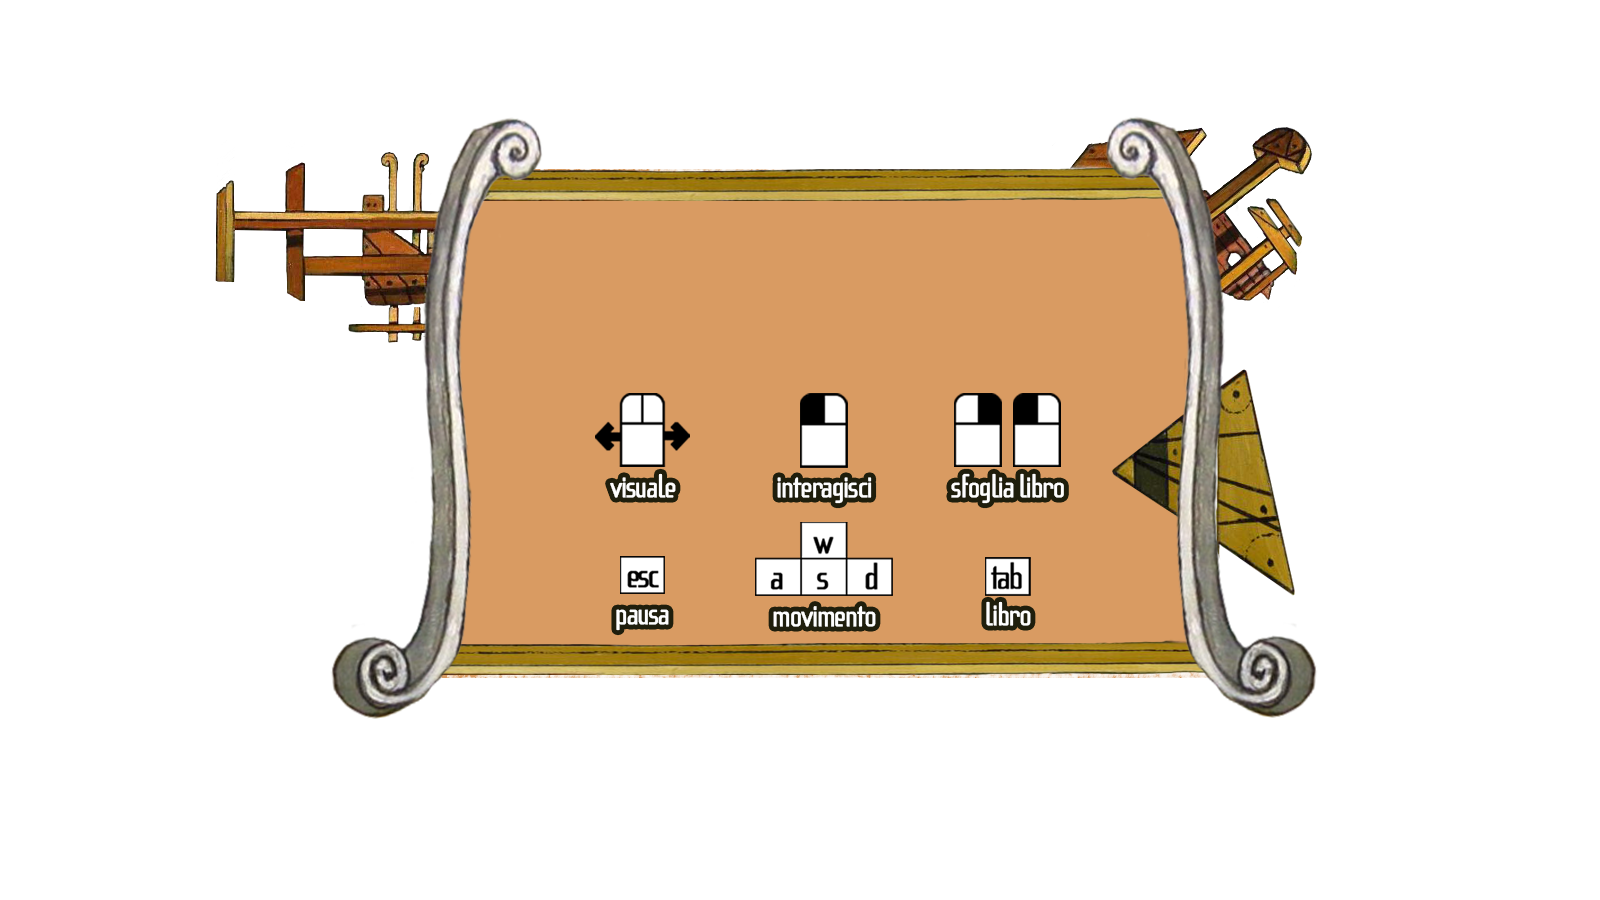 visuale
interagisci
sfoglia libro
w
esc
a s d
tab
pausa
movimento
libro